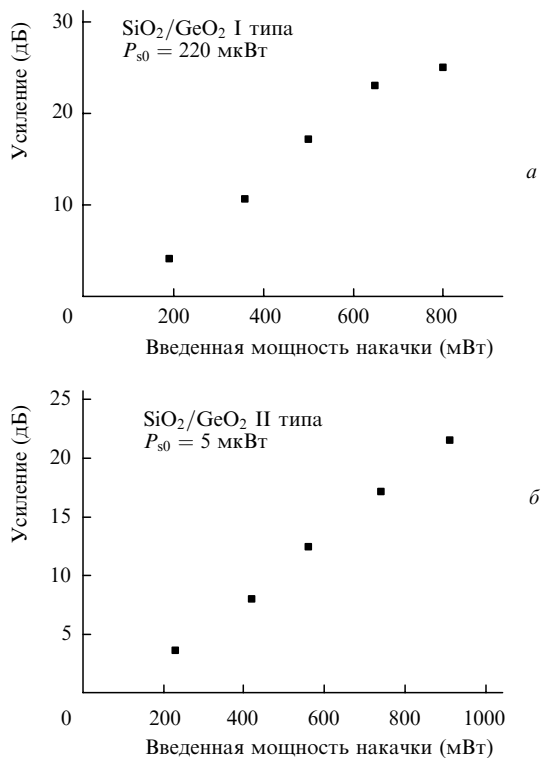 30
SiO₂/GeO₂ I типа
Pₛ₀ = 220 мкВт
Усиление (дБ)
20
10
а
0
200
400
600
800
Введенная мощность накачки (мВт)
25
SiO₂/GeO₂ II типа
Pₛ₀ = 5 мкВт
Усиление (дБ)
20
15
10
5
б
0
200
400
600
800
1000
Введенная мощность накачки (мВт)